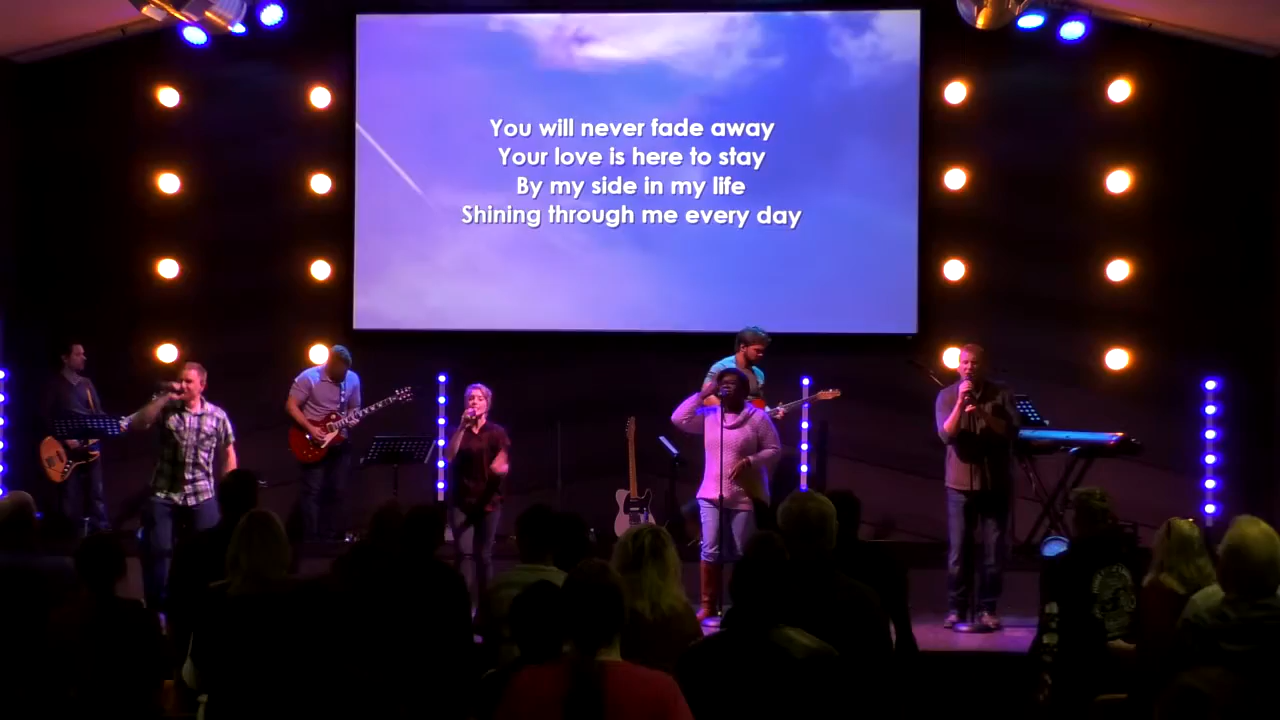 You will never fade away
Your love is here to stay
By my side in my life
Shining through me every day